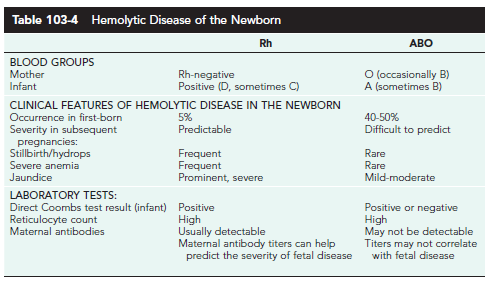 Table 103-4 Hemolytic Disease of the Newborn
Rh ABO
BLOOD GROUPS
Mother Rh-negative O (occasionally B)
Infant Positive (D, sometimes C) A (sometimes B)
CLINICAL FEATURES OF HEMOLYTIC DISEASE IN THE NEWBORN
Occurrence in first-born 5% 40-50%
Severity in subsequent Predictable Difficult to predict
pregnancies:
Stillbirth/hydrops Frequent Rare
Severe anemia Frequent Rare
Jaundice Prominent, severe Mild-moderate
LABORATORY TESTS:
Direct Coombs test result (infant) Positive Positive or negative
Reticulocyte count High High
Maternal antibodies Usually detectable May not be detectable
Maternal antibody titers can help Titers may not correlate
predict the severity of fetal disease with fetal disease